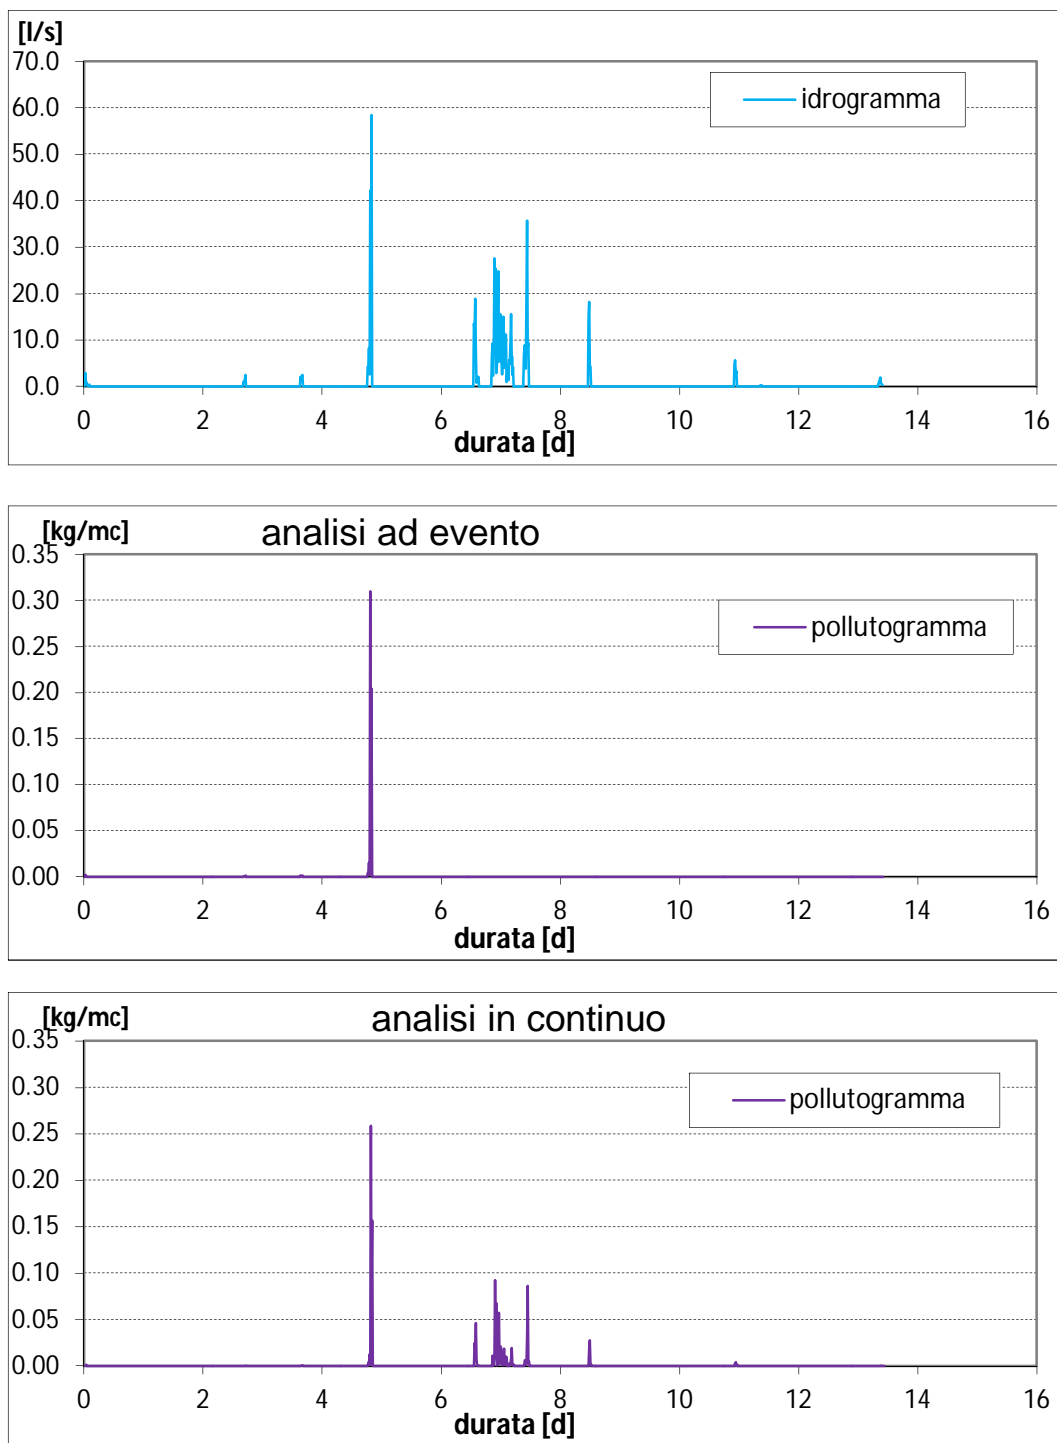 [l/s]
70.0
60.0
50.0
40.0
30.0
20.0
10.0
0.0
idrogramma
0 2 4 6 8 10 12 14 16
durata [d]
[kg/mc]
analisi ad evento
0.35
0.30
0.25
0.20
0.15
0.10
0.05
0.00
pollutogramma
0 2 4 6 8 10 12 14 16
durata [d]
[kg/mc]
analisi in continuo
0.35
0.30
0.25
0.20
0.15
0.10
0.05
0.00
pollutogramma
0 2 4 6 8 10 12 14 16
durata [d]